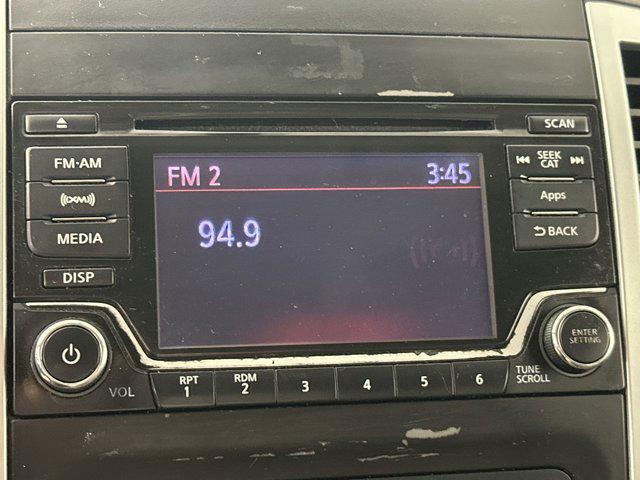 SCAN
FM·AM
FM 2 3:45
SEEK
CAT
XM
94.9
Apps
MEDIA
BACK
DISP
ENTER
SETTING
VOL
RPT
1
RDM
2
3
4
5
6
TUNE
SCROLL